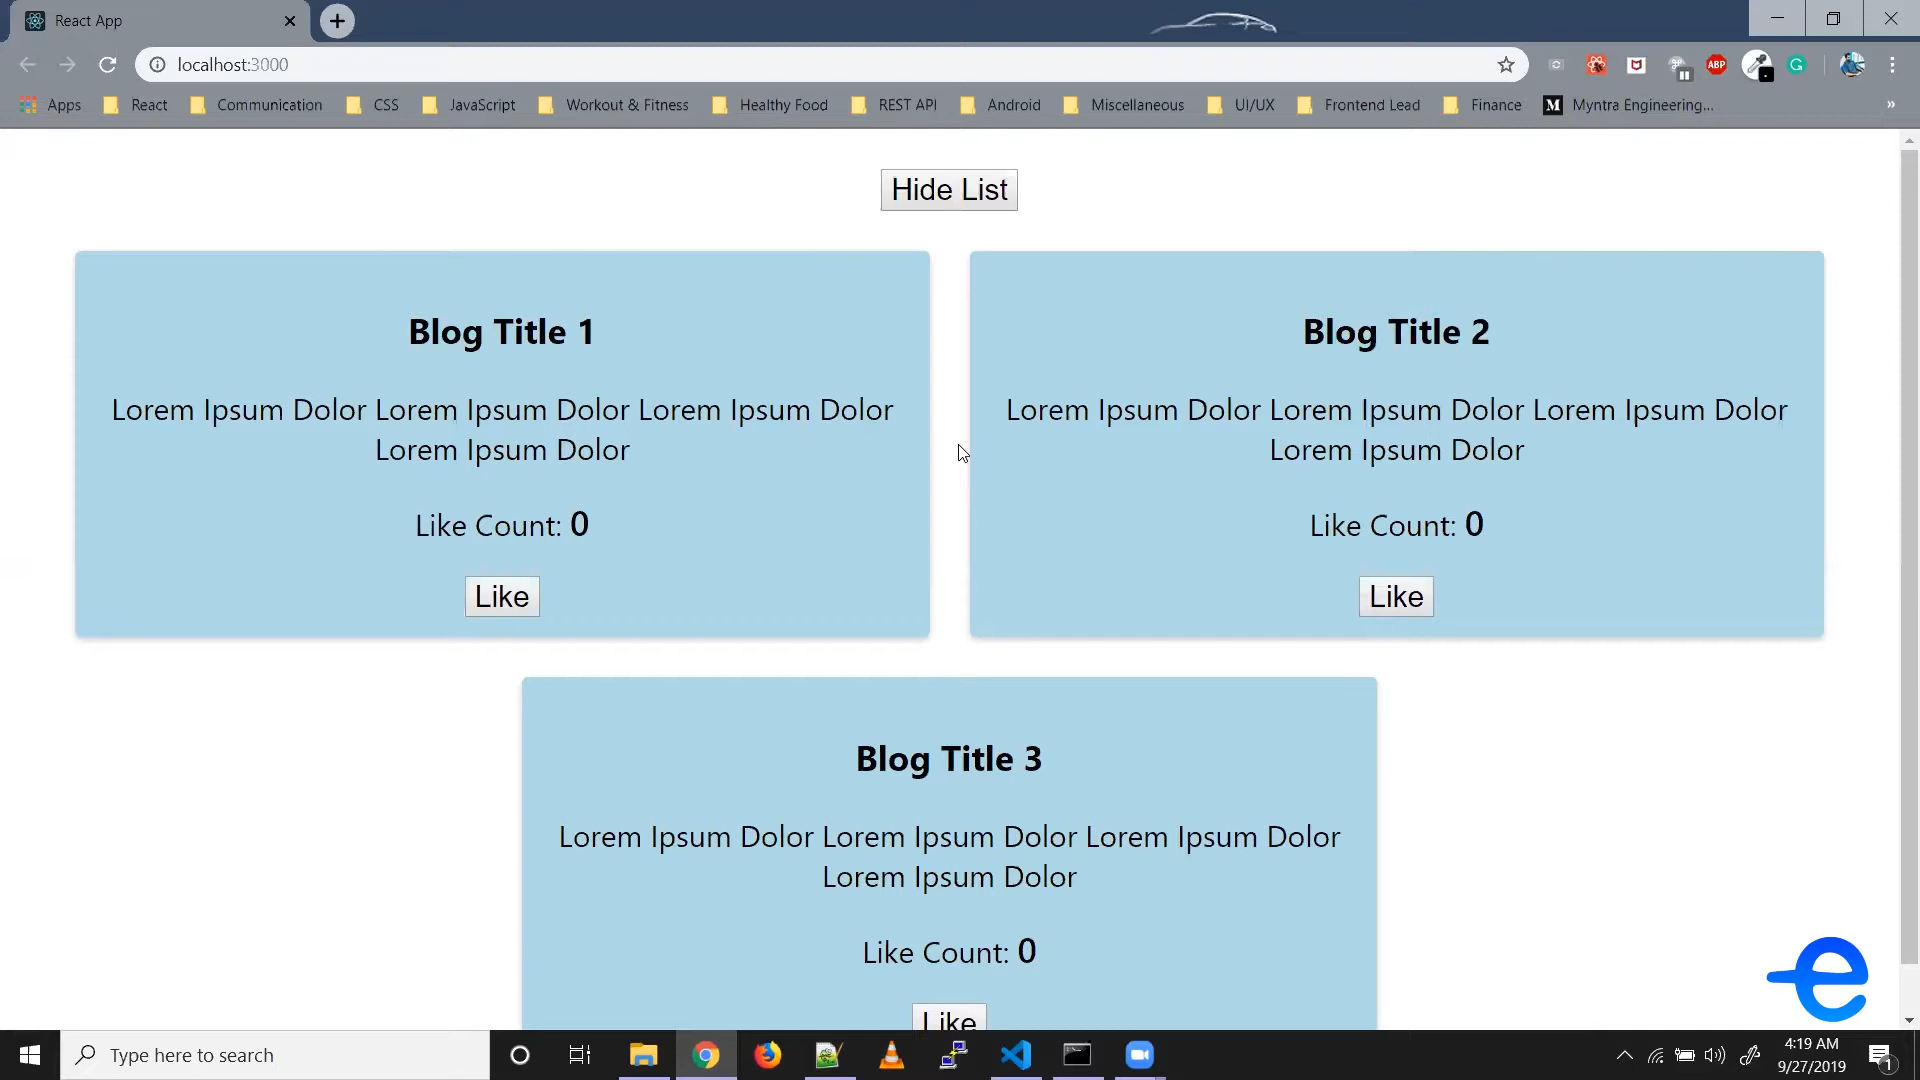 React App
localhost:3000
Apps React Communication CSS JavaScript Workout & Fitness Healthy Food REST API Android Miscellaneous UI/UX Frontend Lead Finance M Myntra Engineering... »
ABP
G
Hide List
Blog Title 1
Lorem Ipsum Dolor Lorem Ipsum Dolor Lorem Ipsum Dolor
Lorem Ipsum Dolor
Like Count: 0
Like
Blog Title 2
Lorem Ipsum Dolor Lorem Ipsum Dolor Lorem Ipsum Dolor
Lorem Ipsum Dolor
Like Count: 0
Like
Blog Title 3
Lorem Ipsum Dolor Lorem Ipsum Dolor Lorem Ipsum Dolor
Lorem Ipsum Dolor
Like Count: 0
Like
e
Type here to search
4:19 AM
9/27/2019
1